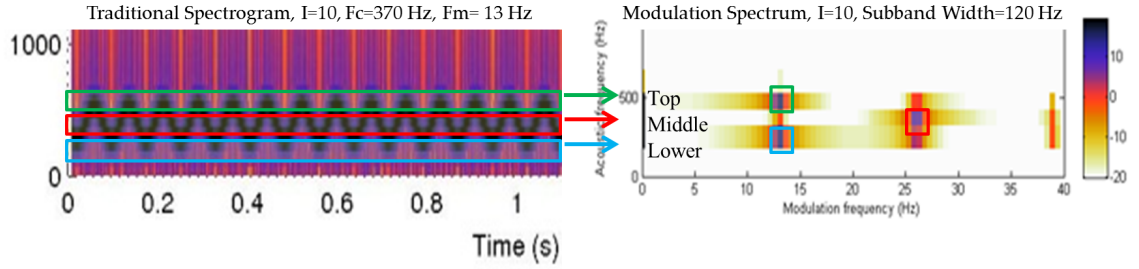 Traditional Spectrogram, I=10, Fc=370 Hz, Fm= 13 Hz
1000
0
0 0.2 0.4 0.6 0.8 1
Time (s)
Modulation Spectrum, I=10, Subband Width=120 Hz
Acoustic frequency (Hz)
500
0
Top
Middle
Lower
0 5 10 15 20 25 30 35 40
Modulation frequency (Hz)
10
0
-10
-20